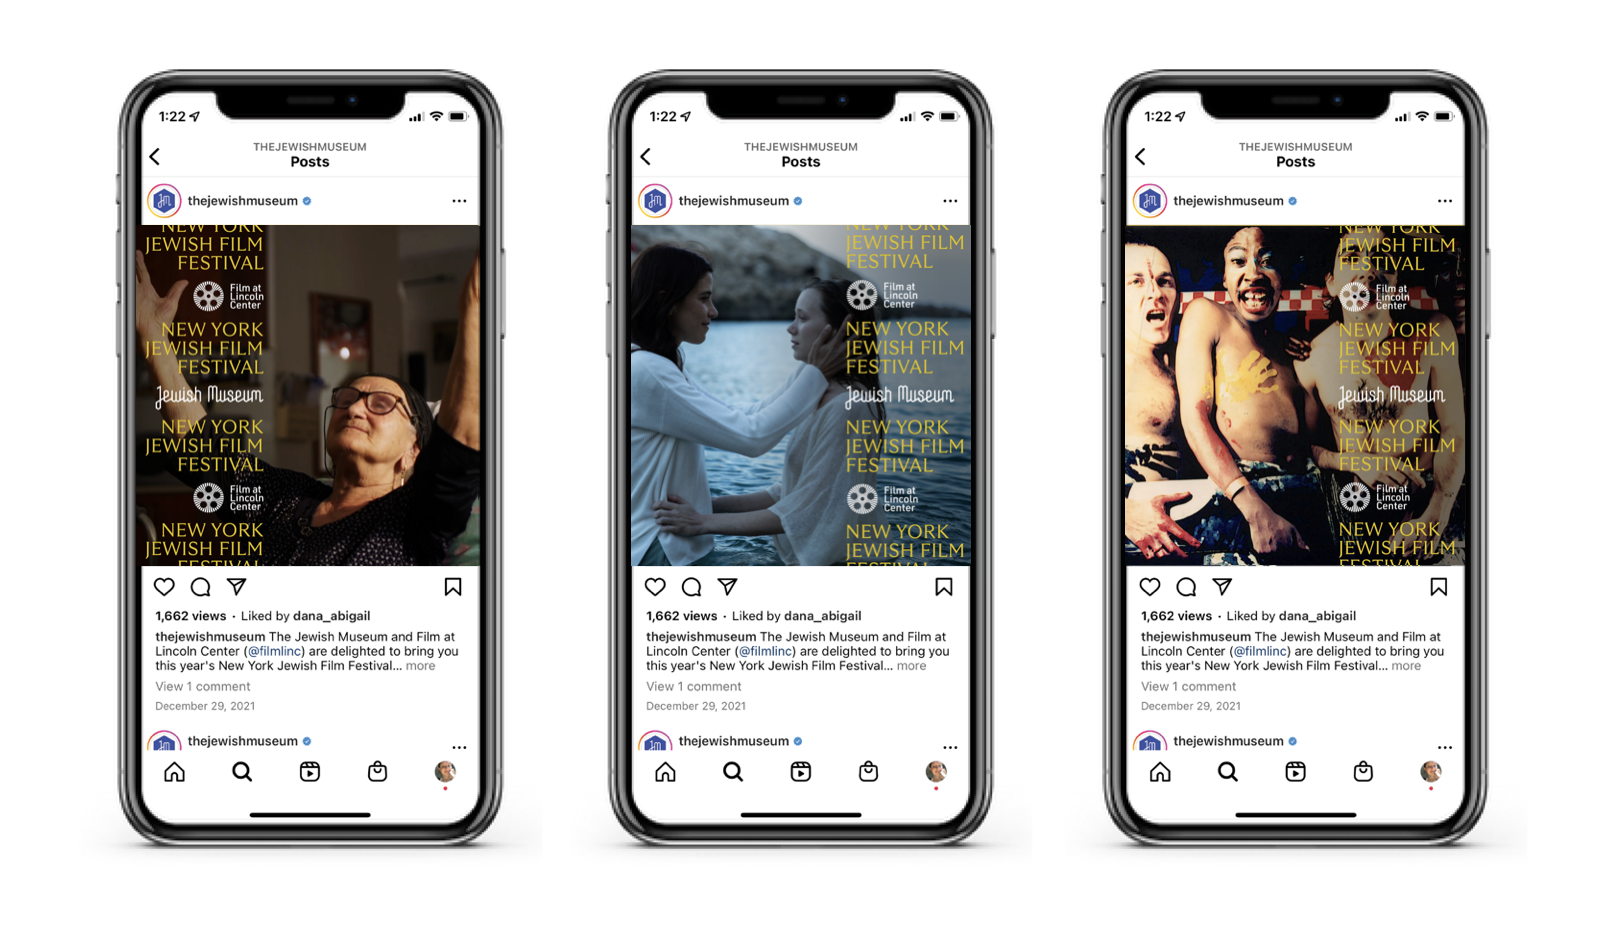 1:22
THEJEWISHMUSEUM
Posts
thejewishmuseum
NEW YORK
JEWISH FILM
FESTIVAL
Film at
Lincoln
Center
NEW YORK
JEWISH FILM
FESTIVAL
Jewish Museum
NEW YORK
JEWISH FILM
FESTIVAL
Film at
Lincoln
Center
NEW YORK
JEWISH FILM
FESTIVAL
1,662 views · Liked by dana_abigail
thejewishmuseum The Jewish Museum and Film at
Lincoln Center (@filmlinc) are delighted to bring you
this year's New York Jewish Film Festival... more
View 1 comment
December 29, 2021
JM thejewishmuseum
1:22
THEJEWISHMUSEUM
Posts
JM thejewishmuseum
NEW YORK
JEWISH FILM
FESTIVAL
Film at
Lincoln
Center
NEW YORK
JEWISH FILM
FESTIVAL
Jewish Museum
NEW YORK
JEWISH FILM
FESTIVAL
Film at
Lincoln
Center
NEW YORK
JEWISH FILM
FESTIVAL
1,662 views · Liked by dana_abigail
thejewishmuseum The Jewish Museum and Film at
Lincoln Center (@filmlinc) are delighted to bring you
this year's New York Jewish Film Festival... more
View 1 comment
December 29, 2021
JM thejewishmuseum
1:22
THEJEWISHMUSEUM
Posts
JM thejewishmuseum
NEW YORK
JEWISH FILM
FESTIVAL
Film at
Lincoln
Center
NEW YORK
JEWISH FILM
FESTIVAL
Jewish Museum
NEW YORK
JEWISH FILM
FESTIVAL
Film at
Lincoln
Center
NEW YORK
JEWISH FILM
1,662 views · Liked by dana_abigail
thejewishmuseum The Jewish Museum and Film at
Lincoln Center (@filmlinc) are delighted to bring you
this year's New York Jewish Film Festival... more
View 1 comment
December 29, 2021
JM thejewishmuseum